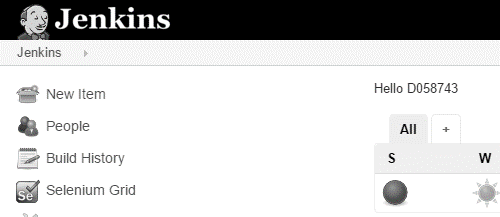 Jenkins
Jenkins
New Item
People
Build History
Se Selenium Grid
Hello D058743
All +
S W